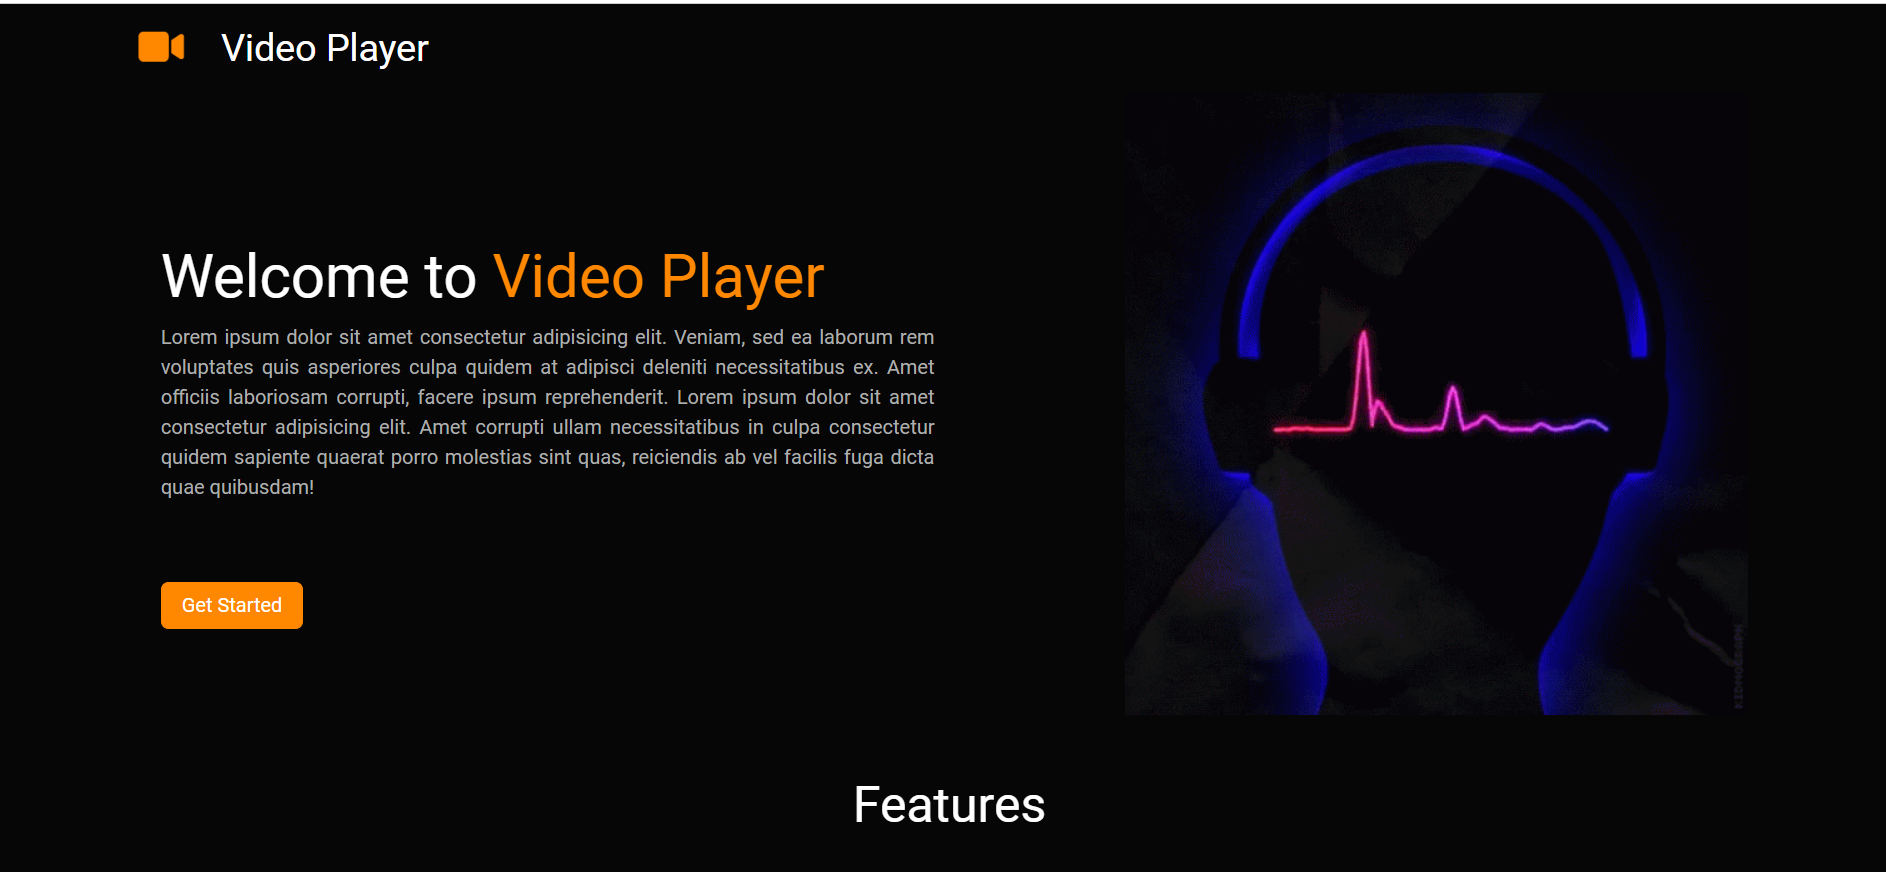 Video Player
Welcome to Video Player
Lorem ipsum dolor sit amet consectetur adipisicing elit. Veniam, sed ea laborum rem
voluptates quis asperiores culpa quidem at adipisci deleniti necessitatibus ex. Amet
officiis laboriosam corrupti, facere ipsum reprehenderit. Lorem ipsum dolor sit amet
consectetur adipisicing elit. Amet corrupti ullam necessitatibus in culpa consectetur
quidem sapiente quaerat porro molestias sint quas, reiciendis ab vel facilis fuga dicta
quae quibusdam!
Get Started
KIDMOGRAPH
Features